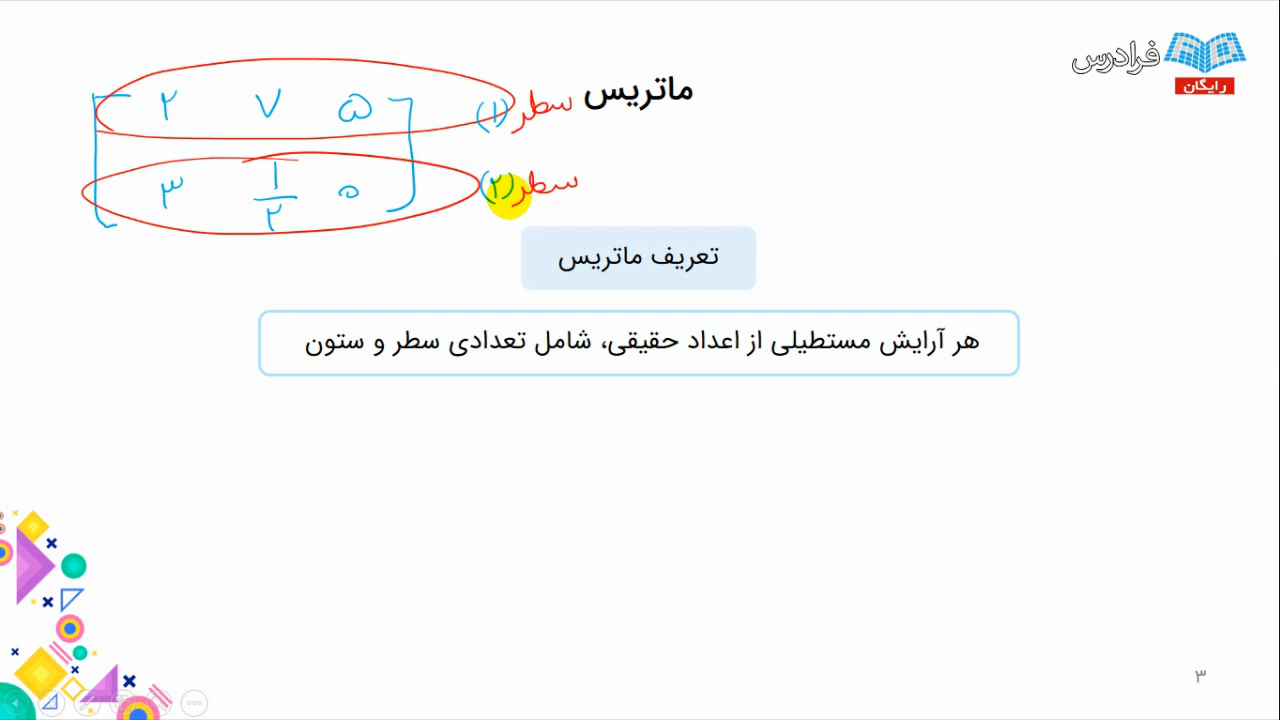 فرادرس
رایگان
ماتریس
۲ ۷ ۵ سطر (۱)
۳ ۱/۲ ۰ سطر (۲)
تعریف ماتریس
هر آرایش مستطیلی از اعداد حقیقی، شامل تعدادی سطر و ستون
۳